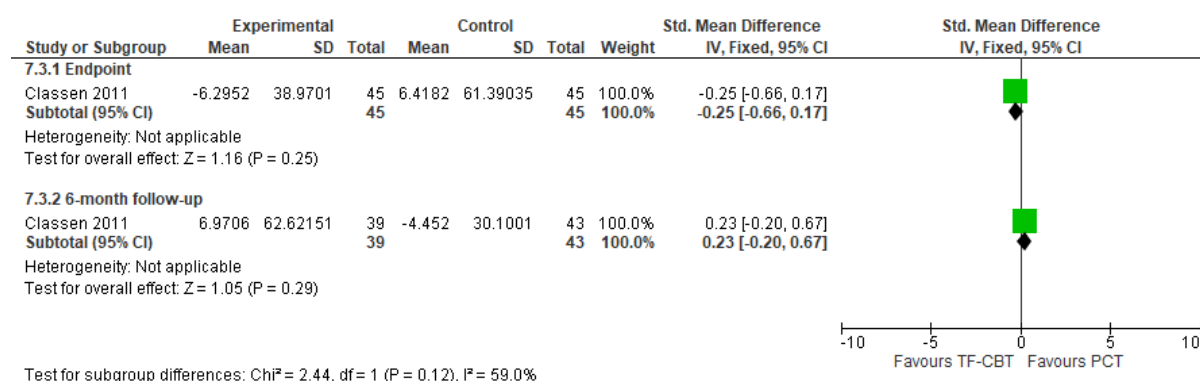 Experimental Control Std. Mean Difference Std. Mean Difference
Study or Subgroup Mean SD Total Mean SD Total Weight IV, Fixed, 95% CI IV, Fixed, 95% CI
7.3.1 Endpoint
Classen 2011 -6.2952 38.9701 45 6.4182 61.39035 45 100.0% -0.25 [-0.66, 0.17]
Subtotal (95% CI) 45 45 100.0% -0.25 [-0.66, 0.17]
Heterogeneity: Not applicable
Test for overall effect: Z = 1.16 (P = 0.25)
7.3.2 6-month follow-up
Classen 2011 6.9706 62.62151 39 -4.452 30.1001 43 100.0% 0.23 [-0.20, 0.67]
Subtotal (95% CI) 39 43 100.0% 0.23 [-0.20, 0.67]
Heterogeneity: Not applicable
Test for overall effect: Z = 1.05 (P = 0.29)
-10 -5 0 5 10
Favours TF-CBT Favours PCT
Test for subgroup differences: Chi² = 2.44, df = 1 (P = 0.12), I² = 59.0%